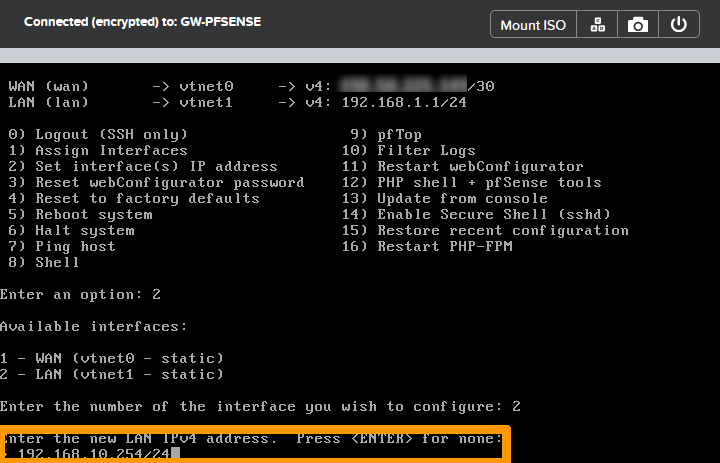 Connected (encrypted) to: GW-PFSENSE
Mount ISO
WAN (wan) -> vtnet0 -> v4: /30
LAN (lan) -> vtnet1 -> v4: 192.168.1.1/24
0) Logout (SSH only) 9) pfTop
1) Assign Interfaces 10) Filter Logs
2) Set interface(s) IP address 11) Restart webConfigurator
3) Reset webConfigurator password 12) PHP shell + pfSense tools
4) Reset to factory defaults 13) Update from console
5) Reboot system 14) Enable Secure Shell (sshd)
6) Halt system 15) Restore recent configuration
7) Ping host 16) Restart PHP-FPM
8) Shell
Enter an option: 2
Available interfaces:
1 - WAN (vtnet0 - static)
2 - LAN (vtnet1 - static)
Enter the number of the interface you wish to configure: 2
Enter the new LAN IPv4 address.  Press <ENTER> for none:
> 192.168.10.254/24